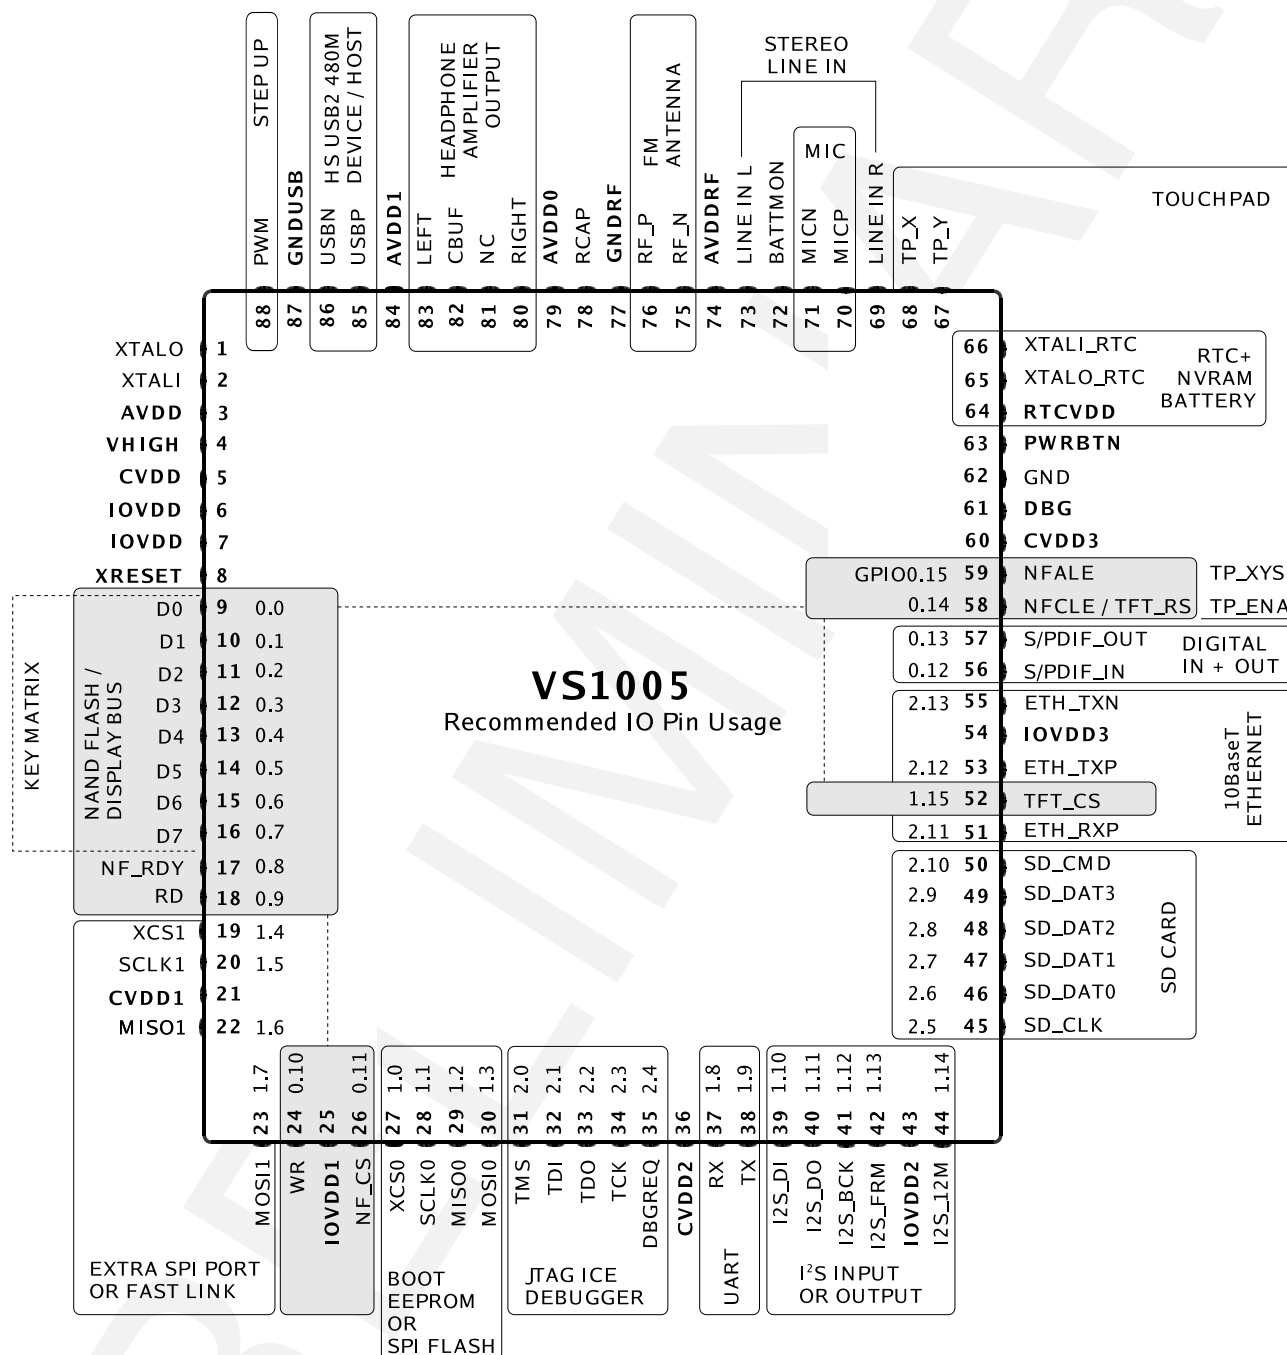 STEP UP
HS USB2 480M
DEVICE / HOST
HEADPHONE
AMPLIFIER
OUTPUT
FM
ANTENNA
STEREO
LINE IN
MIC
TOUCHPAD
PWM
GNDUSB
USBN
USBP
AVDD1
LEFT
CBUF
NC
RIGHT
AVDD0
RCAP
GNDRF
RF_P
RF_N
AVDDRF
LINE IN L
BATTMON
MICN
MICP
LINE IN R
TP_X
TP_Y
88 87 86 85 84 83 82 81 80 79 78 77 76 75 74 73 72 71 70 69 68 67
XTALO 1
XTALI 2
AVDD 3
VHIGH 4
CVDD 5
IOVDD 6
IOVDD 7
XRESET 8
D0 9 0.0
D1 10 0.1
D2 11 0.2
D3 12 0.3
D4 13 0.4
D5 14 0.5
D6 15 0.6
D7 16 0.7
NF_RDY 17 0.8
RD 18 0.9
XCS1 19 1.4
SCLK1 20 1.5
CVDD1 21
MISO1 22 1.6
KEY MATRIX
NAND FLASH /
DISPLAY BUS
VS1005
Recommended IO Pin Usage
66 XTALI_RTC
65 XTALO_RTC
64 RTCVDD
RTC+
NVRAM
BATTERY
63 PWRBTN
62 GND
61 DBG
60 CVDD3
GPIO0.15 59 NFALE TP_XYS
0.14 58 NFCLE / TFT_RS TP_ENA
0.13 57 S/PDIF_OUT
0.12 56 S/PDIF_IN
DIGITAL
IN + OUT
2.13 55 ETH_TXN
54 IOVDD3
2.12 53 ETH_TXP
1.15 52 TFT_CS
2.11 51 ETH_RXP
10BaseT
ETHERNET
2.10 50 SD_CMD
2.9 49 SD_DAT3
2.8 48 SD_DAT2
2.7 47 SD_DAT1
2.6 46 SD_DAT0
2.5 45 SD_CLK
SD CARD
1.7 0.10 0.11 1.0 1.1 1.2 1.3 2.0 2.1 2.2 2.3 2.4 1.8 1.9 1.10 1.11 1.12 1.13 1.14
23 24 25 26 27 28 29 30 31 32 33 34 35 36 37 38 39 40 41 42 43 44
MOSI1
WR
IOVDD1
NF_CS
XCS0
SCLK0
MISO0
MOSI0
TMS
TDI
TDO
TCK
DBGREQ
CVDD2
RX
TX
I2S_DI
I2S_DO
I2S_BCK
I2S_FRM
IOVDD2
I2S_12M
EXTRA SPI PORT
OR FAST LINK
BOOT
EEPROM
OR
SPI FLASH
JTAG ICE
DEBUGGER
UART
I²S INPUT
OR OUTPUT